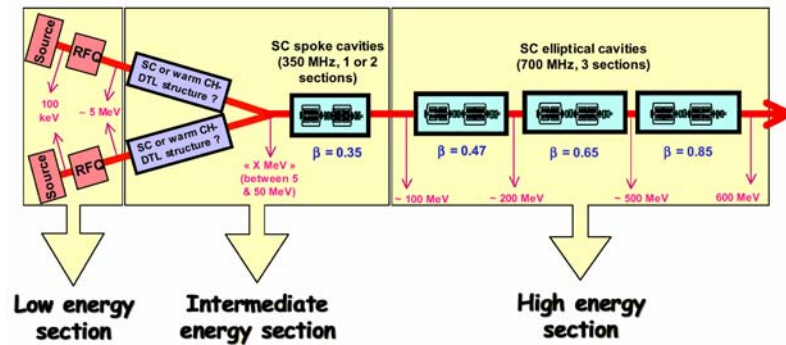 Source
RFQ
SC or warm CH-
DTL structure ?
100
keV
~ 5 MeV
Source
RFQ
SC or warm CH-
DTL structure ?
SC spoke cavities
(350 MHz, 1 or 2
sections)
β = 0.35
« X MeV »
(between 5
& 50 MeV)
SC elliptical cavities
(700 MHz, 3 sections)
β = 0.47
β = 0.65
β = 0.85
~ 100 MeV
~ 200 MeV
~ 500 MeV
600 MeV
Low energy
section
Intermediate
energy section
High energy
section